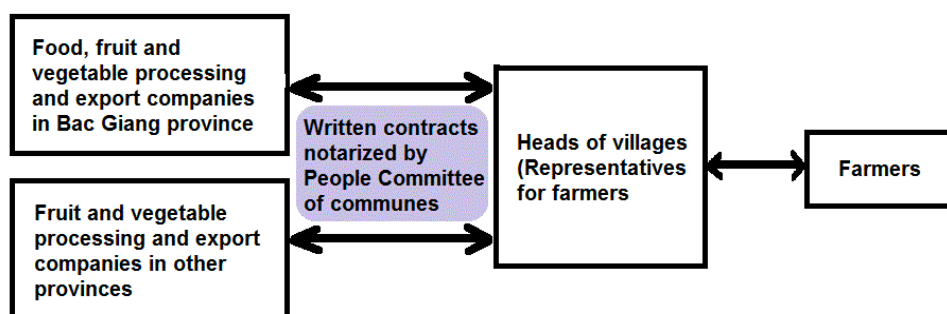 Food, fruit and
vegetable processing
and export companies
in Bac Giang province
Written contracts
notarized by
People Committee
of communes
Fruit and vegetable
processing and export
companies in other
provinces
Heads of villages
(Representatives
for farmers
Farmers